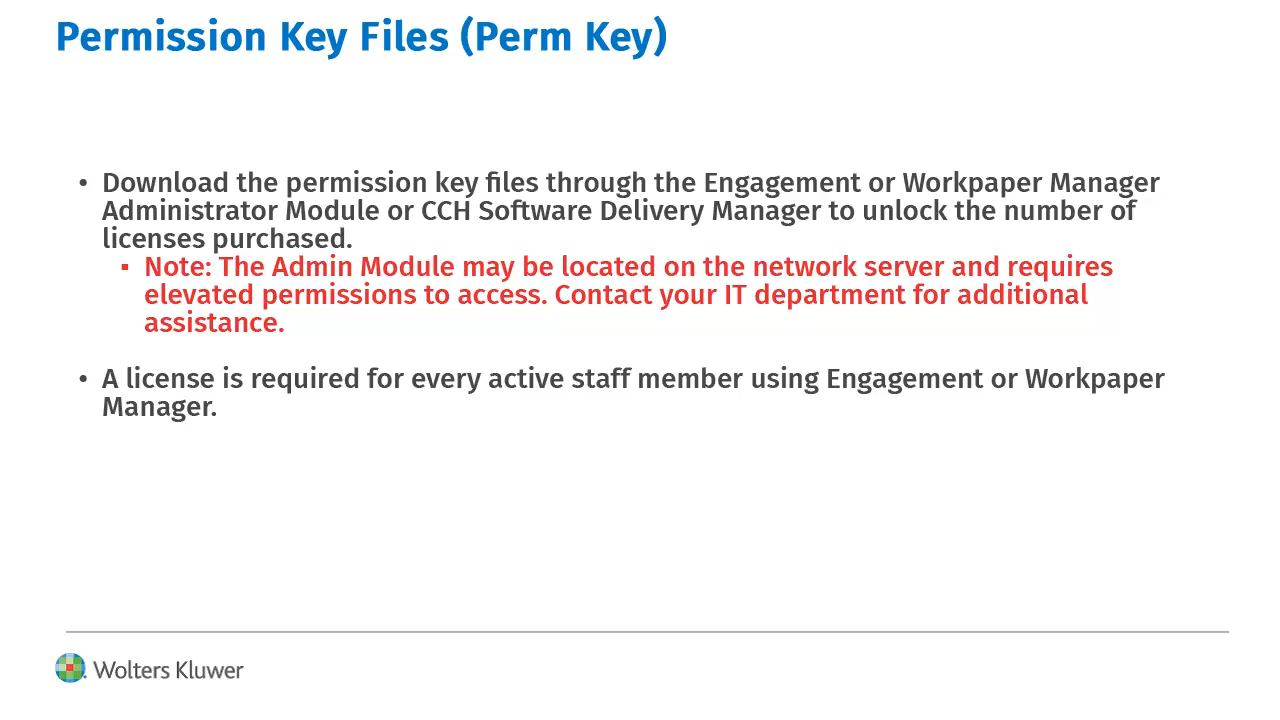 Permission Key Files (Perm Key)
• Download the permission key files through the Engagement or Workpaper Manager
Administrator Module or CCH Software Delivery Manager to unlock the number of
licenses purchased.
▪ Note: The Admin Module may be located on the network server and requires
elevated permissions to access. Contact your IT department for additional
assistance.
• A license is required for every active staff member using Engagement or Workpaper
Manager.
Wolters Kluwer